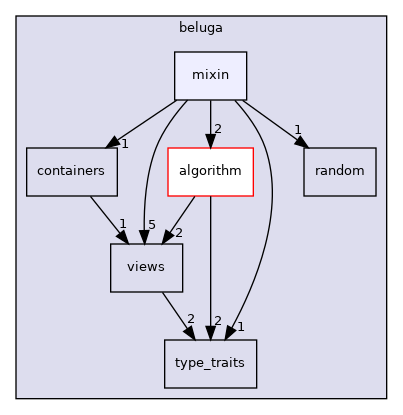 beluga
mixin
1
2
1
containers
algorithm
random
1
5
2
views
2
2
1
type_traits